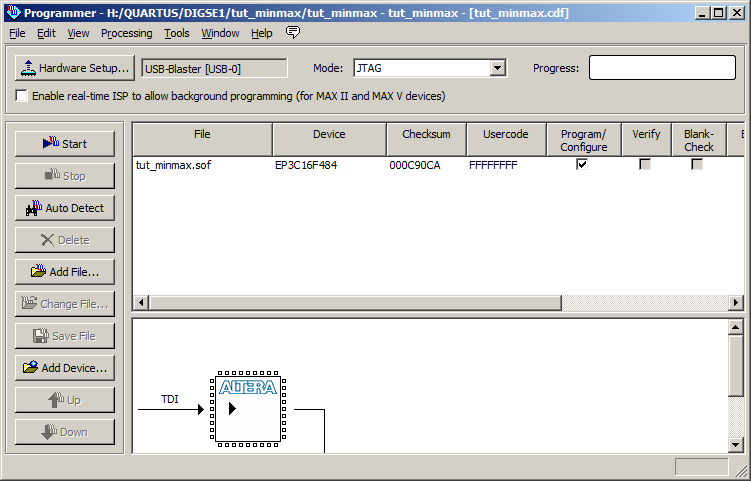 Programmer - H:/QUARTUS/DIGSE1/tut_minmax/tut_minmax - tut_minmax - [tut_minmax.cdf]
File Edit View Processing Tools Window Help
Hardware Setup... USB-Blaster [USB-0] Mode: JTAG Progress:
Enable real-time ISP to allow background programming (for MAX II and MAX V devices)
Start
Stop
Auto Detect
Delete
Add File...
Change File...
Save File
Add Device...
Up
Down
File Device Checksum Usercode Program/ Configure Verify Blank- Check
tut_minmax.sof EP3C16F484 000C90CA FFFFFFFF
ALTERA
TDI